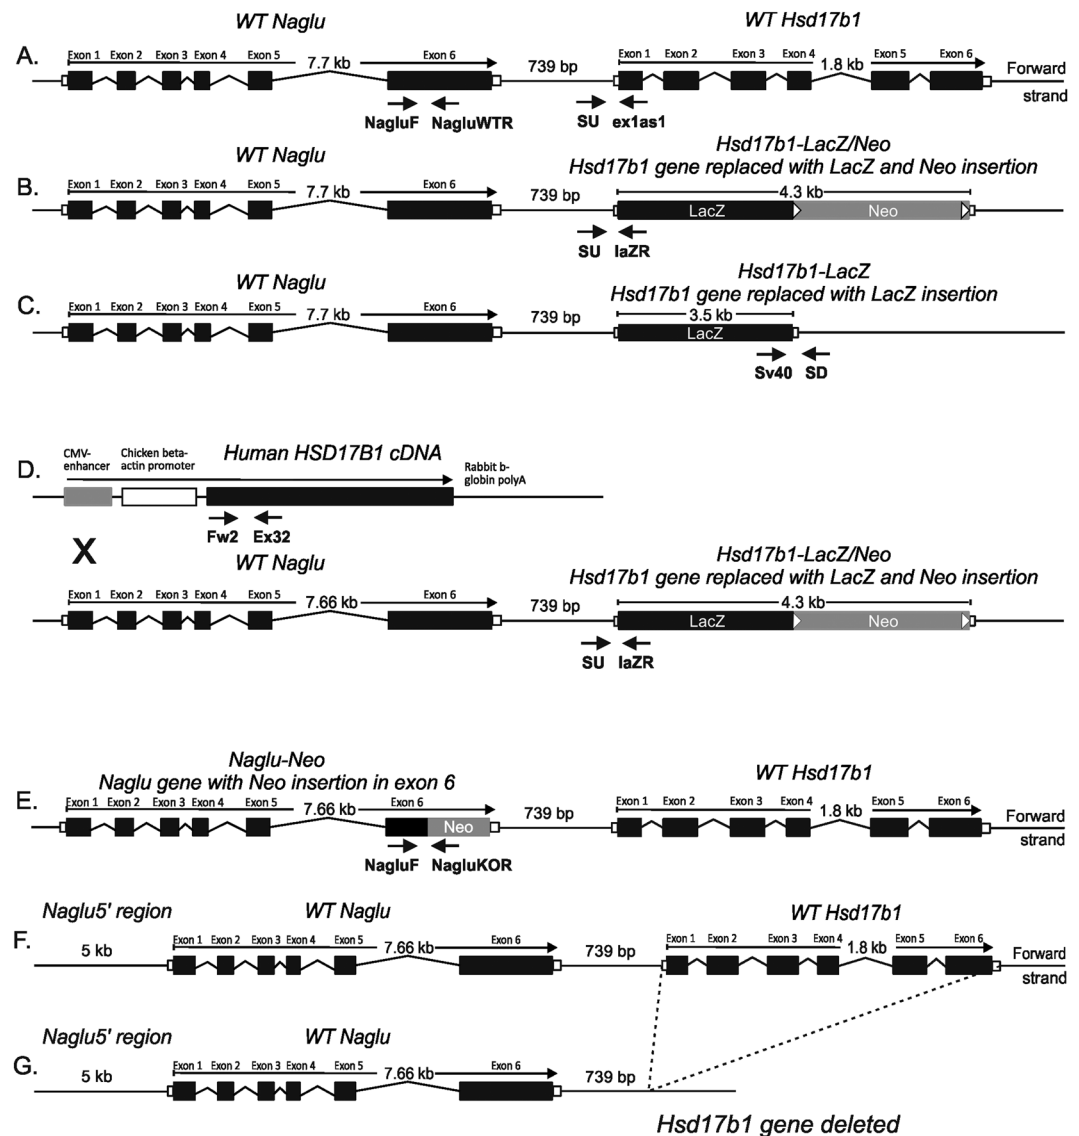 WT Naglu WT Hsd17b1
A. Exon 1 Exon 2 Exon 3 Exon 4 Exon 5 7.7 kb Exon 6 739 bp Exon 1 Exon 2 Exon 3 Exon 4 1.8 kb Exon 5 Exon 6 Forward strand
NagluF NagluWTR SU ex1as1
WT Naglu Hsd17b1-LacZ/Neo
Hsd17b1 gene replaced with LacZ and Neo insertion
B. Exon 1 Exon 2 Exon 3 Exon 4 Exon 5 7.7 kb Exon 6 739 bp 4.3 kb
LacZ Neo
SU laZR
WT Naglu Hsd17b1-LacZ
Hsd17b1 gene replaced with LacZ insertion
C. Exon 1 Exon 2 Exon 3 Exon 4 Exon 5 7.7 kb Exon 6 739 bp 3.5 kb
LacZ
Sv40 SD
D. CMV-enhancer Chicken beta-actin promoter Human HSD17B1 cDNA Rabbit b-globin polyA
Fw2 Ex32
X
WT Naglu Hsd17b1-LacZ/Neo
Hsd17b1 gene replaced with LacZ and Neo insertion
Exon 1 Exon 2 Exon 3 Exon 4 Exon 5 7.66 kb Exon 6 739 bp 4.3 kb
LacZ Neo
SU laZR
Naglu-Neo WT Hsd17b1
Naglu gene with Neo insertion in exon 6
E. Exon 1 Exon 2 Exon 3 Exon 4 Exon 5 7.66 kb Exon 6 739 bp Exon 1 Exon 2 Exon 3 Exon 4 1.8 kb Exon 5 Exon 6 Forward strand
Neo
NagluF NagluKOR
Naglu5' region WT Naglu WT Hsd17b1
F. 5 kb Exon 1 Exon 2 Exon 3 Exon 4 Exon 5 7.66 kb Exon 6 739 bp Exon 1 Exon 2 Exon 3 Exon 4 1.8 kb Exon 5 Exon 6 Forward strand
Naglu5' region WT Naglu
G. 5 kb Exon 1 Exon 2 Exon 3 Exon 4 Exon 5 7.66 kb Exon 6 739 bp
Hsd17b1 gene deleted